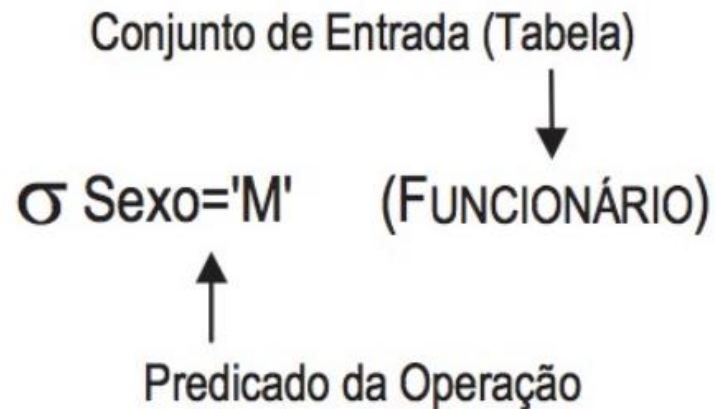 Conjunto de Entrada (Tabela)
σ Sexo='M' (FUNCIONÁRIO)
Predicado da Operação